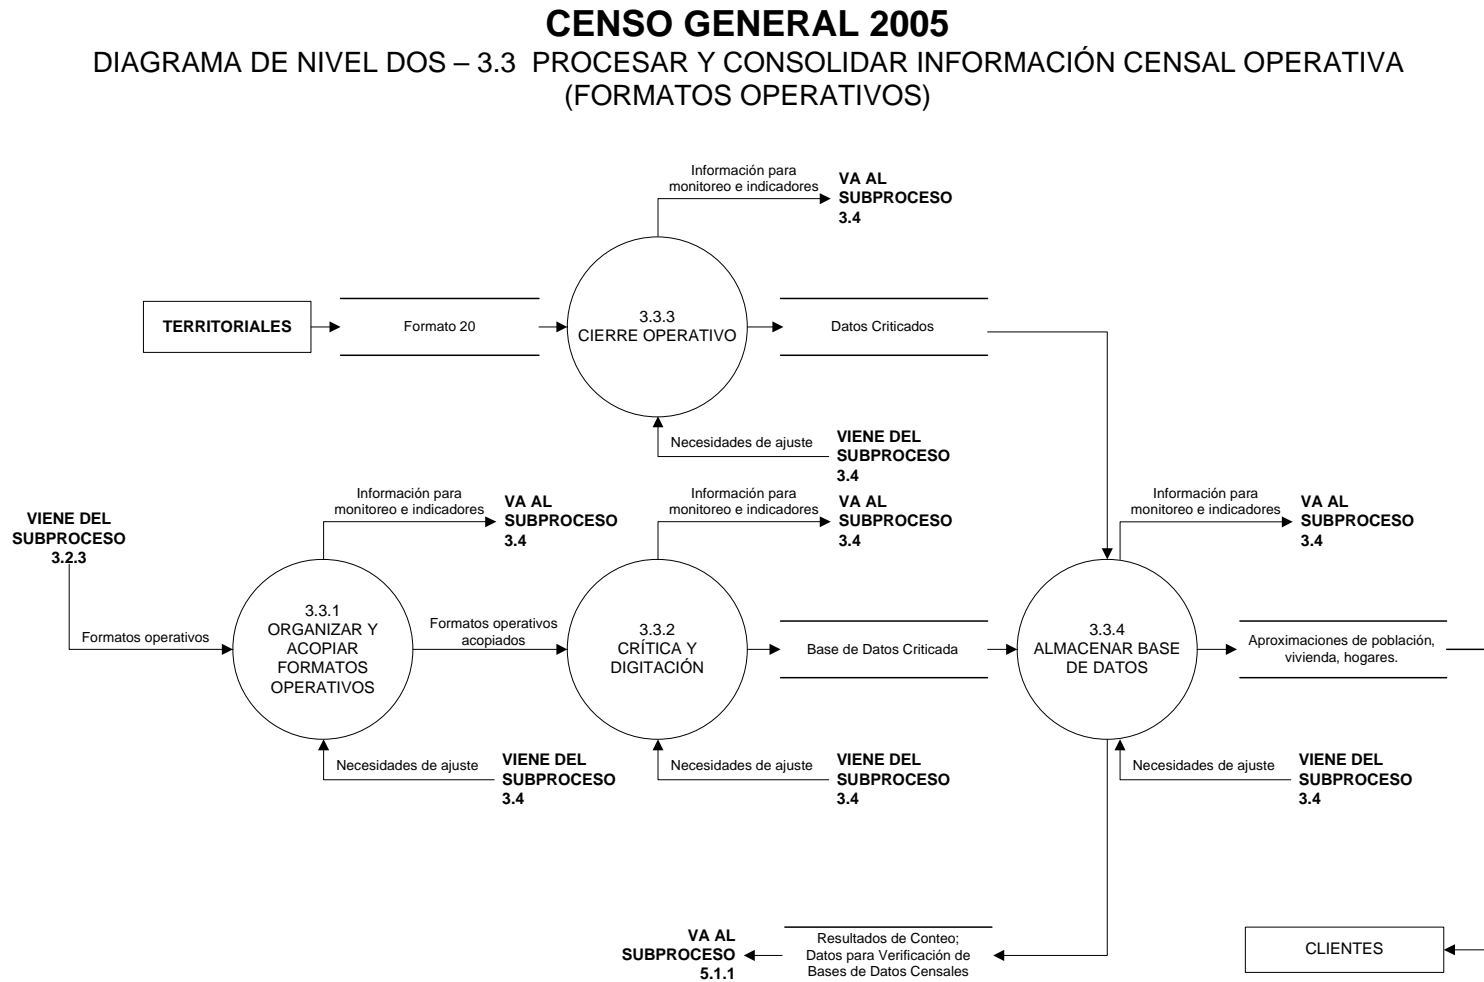 CENSO GENERAL 2005
DIAGRAMA DE NIVEL DOS – 3.3 PROCESAR Y CONSOLIDAR INFORMACIÓN CENSAL OPERATIVA
(FORMATOS OPERATIVOS)
Información para
monitoreo e indicadores
VA AL
SUBPROCESO
3.4
TERRITORIALES
Formato 20
3.3.3
CIERRE OPERATIVO
Datos Criticados
Necesidades de ajuste
VIENE DEL
SUBPROCESO
3.4
VIENE DEL
SUBPROCESO
3.2.3
Información para
monitoreo e indicadores
VA AL
SUBPROCESO
3.4
Información para
monitoreo e indicadores
VA AL
SUBPROCESO
3.4
Información para
monitoreo e indicadores
VA AL
SUBPROCESO
3.4
Formatos operativos
3.3.1
ORGANIZAR Y
ACOPIAR
FORMATOS
OPERATIVOS
Formatos operativos
acopiados
3.3.2
CRÍTICA Y
DIGITACIÓN
Base de Datos Criticada
3.3.4
ALMACENAR BASE
DE DATOS
Aproximaciones de población,
vivienda, hogares.
Necesidades de ajuste
VIENE DEL
SUBPROCESO
3.4
Necesidades de ajuste
VIENE DEL
SUBPROCESO
3.4
Necesidades de ajuste
VIENE DEL
SUBPROCESO
3.4
VA AL
SUBPROCESO
5.1.1
Resultados de Conteo;
Datos para Verificación de
Bases de Datos Censales
CLIENTES